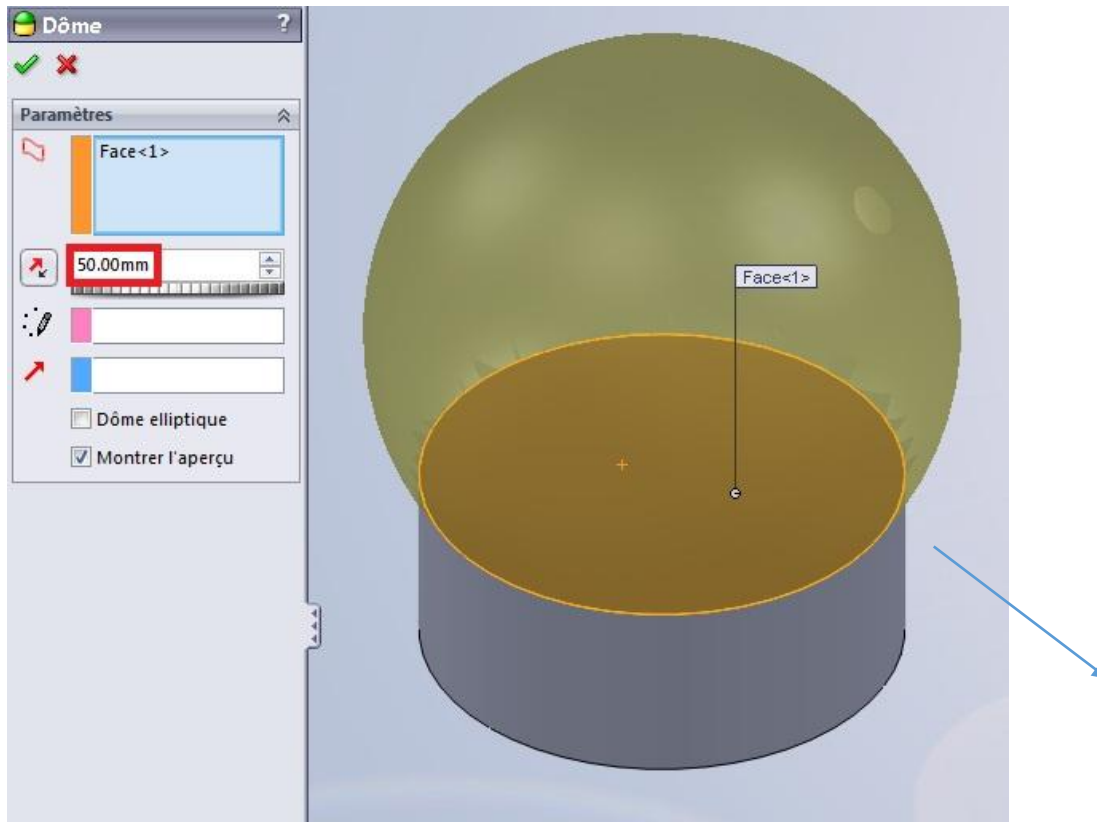 Dôme ?
Paramètres
Face<1>
50.00mm
Dôme elliptique
Montrer l'aperçu
Face<1>